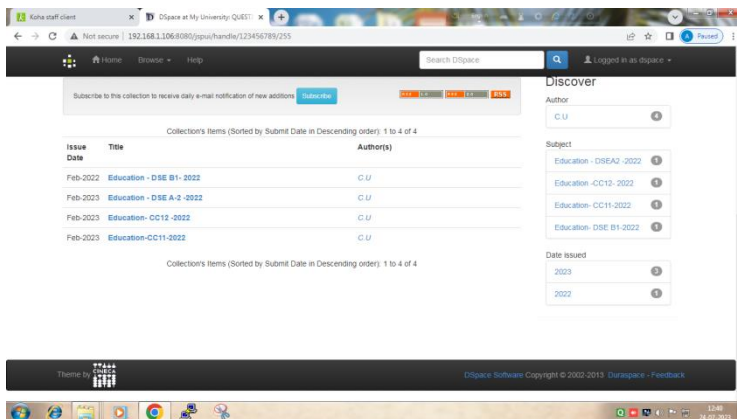 Koha staff client
DSpace at My University: QUEST
Not secure | 192.168.1.106:8080/jspui/handle/123456789/255
Paused
Home Browse Help
Search DSpace
Logged in as dspace
Subscribe to this collection to receive daily e-mail notification of new additions Subscribe
RSS
Collection's Items (Sorted by Submit Date in Descending order): 1 to 4 of 4
Issue Date Title Author(s)
Feb-2022 Education - DSE B1- 2022 C.U
Feb-2023 Education - DSE A-2 -2022 C.U
Feb-2023 Education- CC12 -2022 C.U
Feb-2023 Education-CC11-2022 C.U
Collection's Items (Sorted by Submit Date in Descending order): 1 to 4 of 4
Discover
Author
C.U 4
Subject
Education - DSEA2 -2022 1
Education -CC12- 2022 1
Education- CC11-2022 1
Education- DSE B1-2022 1
Date issued
2023 3
2022 1
Theme by CINECA
DSpace Software Copyright © 2002-2013 Duraspace - Feedback
12:40